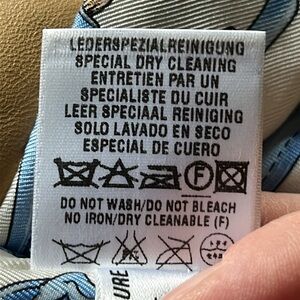 LEDERSPEZIALREINIGUNG
SPECIAL DRY CLEANING
ENTRETIEN PAR UN
SPECIALISTE DU CUIR
LEER SPECIAAL REINIGING
SOLO LAVADO EN SECO
ESPECIAL DE CUERO
F
DO NOT WASH/DO NOT BLEACH
NO IRON/DRY CLEANABLE (F)
URE